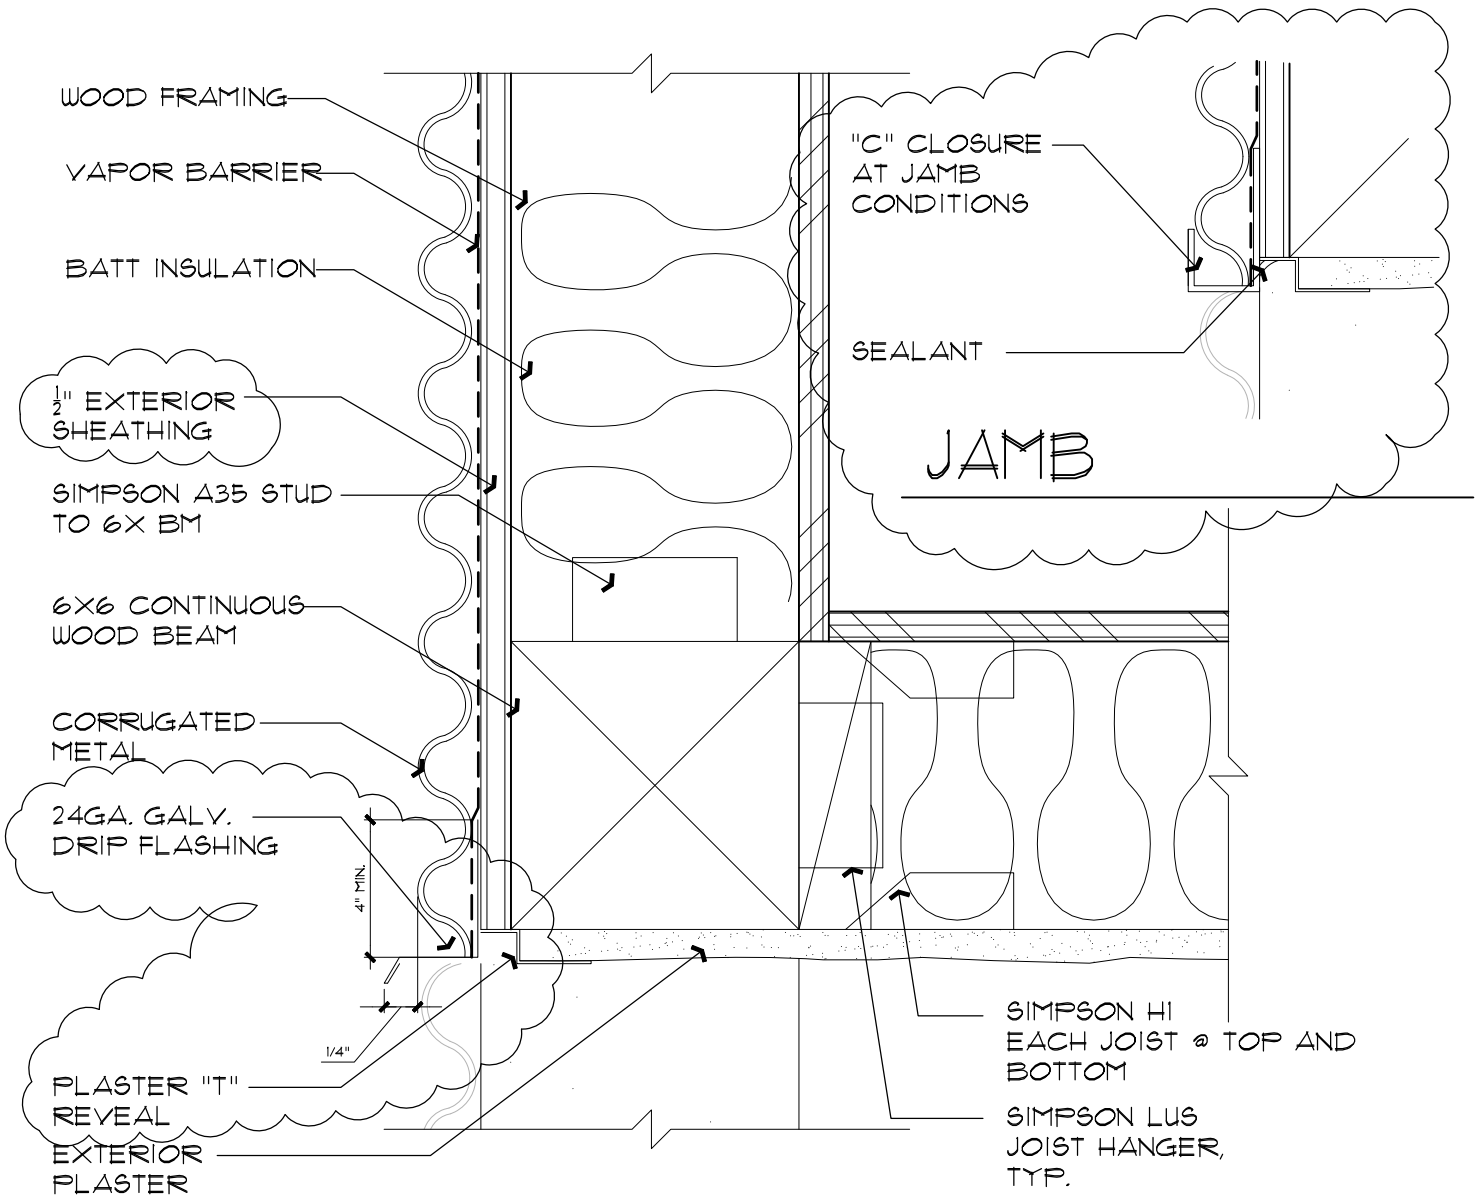 WOOD FRAMING
VAPOR BARRIER
BATT INSULATION
½" EXTERIOR
SHEATHING
SIMPSON A35 STUD
TO 6X BM
6X6 CONTINUOUS
WOOD BEAM
CORRUGATED
METAL
24GA. GALV.
DRIP FLASHING
4" MIN.
1/4"
PLASTER "T"
REVEAL
EXTERIOR
PLASTER
"C" CLOSURE
AT JAMB
CONDITIONS
SEALANT
JAMB
SIMPSON H1
EACH JOIST @ TOP AND
BOTTOM
SIMPSON LUS
JOIST HANGER,
TYP.